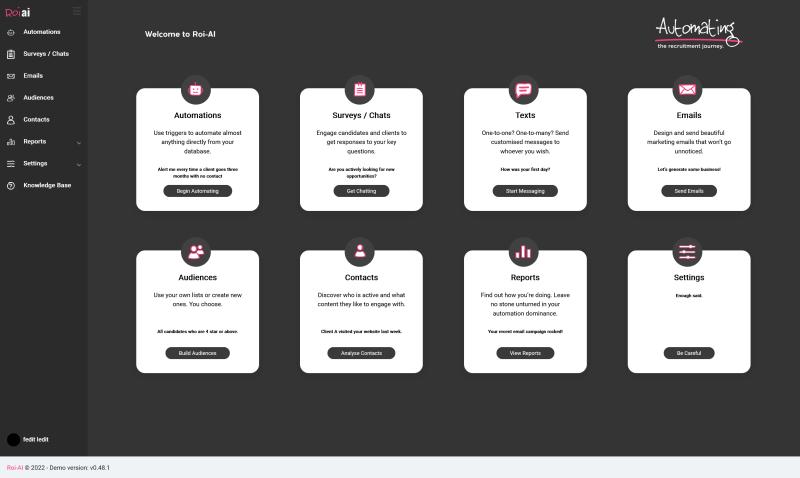 Roi ai
Automations
Surveys / Chats
Emails
Audiences
Contacts
Reports
Settings
Knowledge Base
fedit ledit
Welcome to Roi-AI
Automating
the recruitment journey.
Automations
Use triggers to automate almost
anything directly from your
database.
Alert me every time a client goes three
months with no contact
Begin Automating
Surveys / Chats
Engage candidates and clients to
get responses to your key
questions.
Are you actively looking for new
opportunities?
Get Chatting
Texts
One-to-one? One-to-many? Send
customised messages to
whoever you wish.
How was your first day?
Start Messaging
Emails
Design and send beautiful
marketing emails that won't go
unnoticed.
Let's generate some business!
Send Emails
Audiences
Use your own lists or create new
ones. You choose.
All candidates who are 4 star or above.
Build Audiences
Contacts
Discover who is active and what
content they like to engage with.
Client A visited your website last week.
Analyse Contacts
Reports
Find out how you're doing. Leave
no stone unturned in your
automation dominance.
Your recent email campaign rocked!
View Reports
Settings
Enough said.
Be Careful
Roi-AI © 2022 - Demo version: v0.48.1